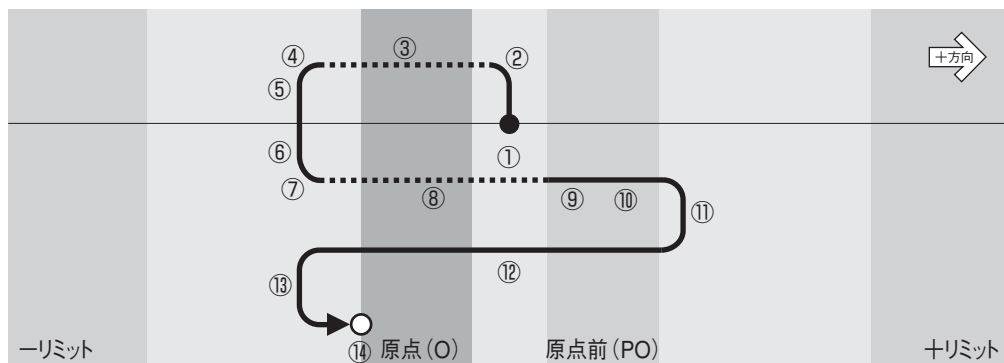 ④ ③ ②
＋方向
⑤
⑥ ①
⑦ ⑧ ⑨ ⑩ ⑪
⑫
⑬
－リミット ⑭ 原点（O） 原点前（PO） ＋リミット